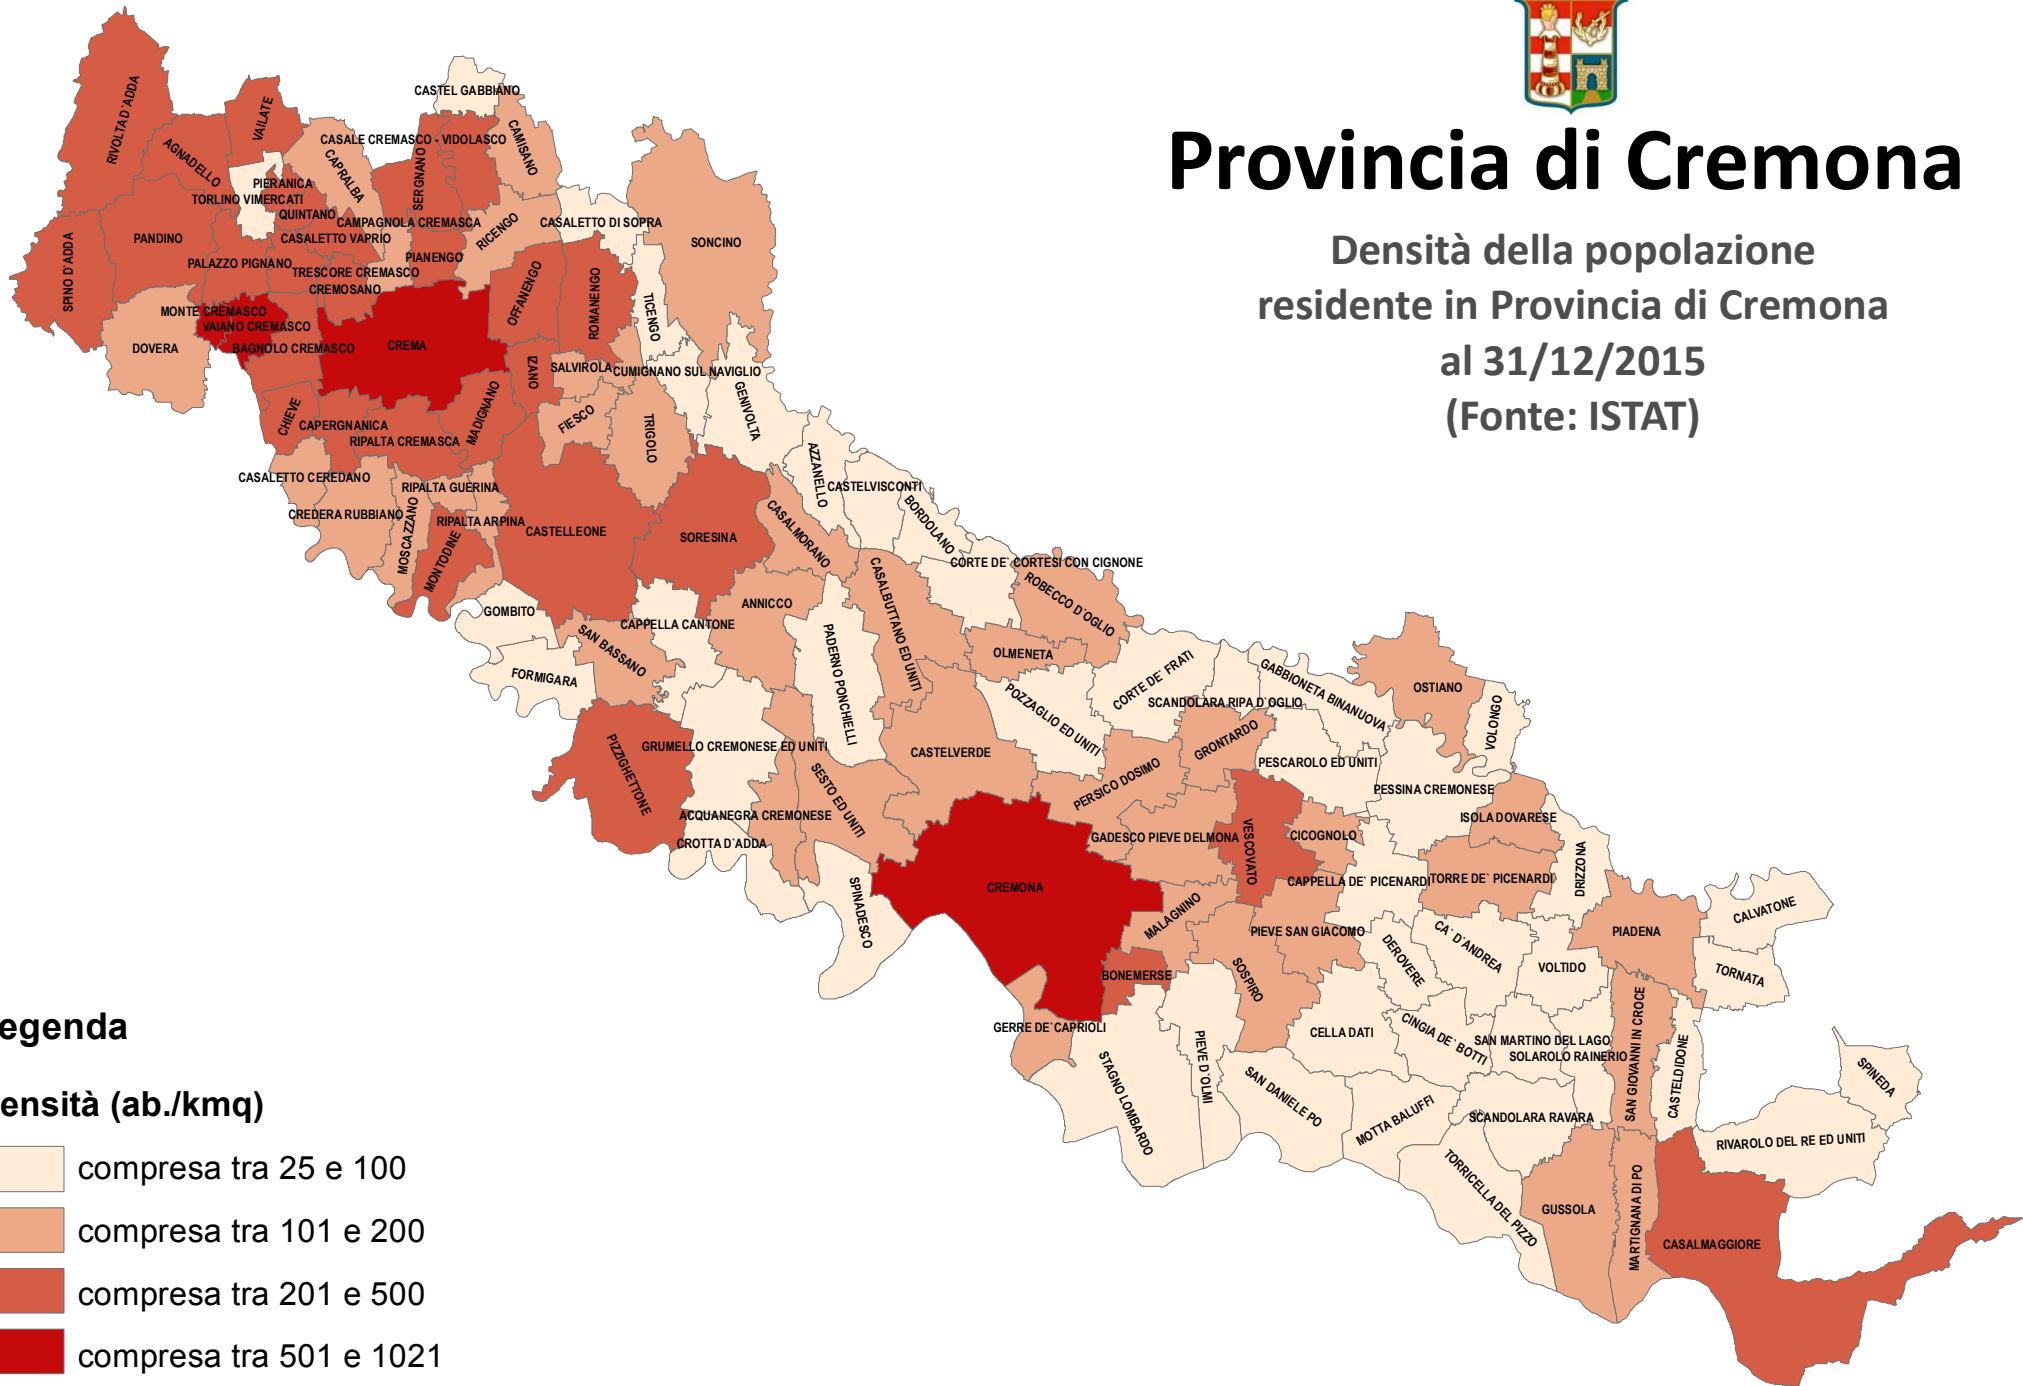 Provincia di Cremona
Densità della popolazione
residente in Provincia di Cremona
al 31/12/2015
(Fonte: ISTAT)
RIVOLTA D'ADDA
VAILATE
AGNADELLO
CASTEL GABBIANO
CASALE CREMASCO - VIDOLASCO
CAMISANO
CAPRALBA
SERGNANO
PIERANICA
TORLINO VIMERCATI
QUINTANO
CAMPAGNOLA CREMASCA
RICENGO
CASALETTO DI SOPRA
SONCINO
PANDINO
CASALETTO VAPRIO
SPINO D'ADDA
PALAZZO PIGNANO
TRESCORE CREMASCO
PIANENGO
CREMOSANO
OFFANENGO
ROMANENGO
TICENGO
MONTE CREMASCO
VAIANO CREMASCO
DOVERA
BAGNOLO CREMASCO
CREMA
IZANO
SALVIROLA
CUMIGNANO SUL NAVIGLIO
GENIVOLTA
CHIEVE
CAPERGNANICA
RIPALTA CREMASCA
MADIGNANO
FIESCO
TRIGOLO
CASALETTO CEREDANO
RIPALTA GUERINA
AZZANELLO
CASTELVISCONTI
BORDOLANO
CREDERA RUBBIANO
MOSCAZZANO
RIPALTA ARPINA
MONTODINE
CASTELLEONE
SORESINA
CASALMORANO
CORTE DE` CORTESI CON CIGNONE
ROBECCO D'OGLIO
CASALBUTTANO ED UNITI
GOMBITO
CAPPELLA CANTONE
ANNICCO
PADERNO PONCHIELLI
OLMENETA
SAN BASSANO
FORMIGARA
POZZAGLIO ED UNITI
CORTE DE` FRATI
SCANDOLARA RIPA D`OGLIO
GABBIONETA BINANUOVA
OSTIANO
VOLONGO
PIZZIGHETTONE
GRUMELLO CREMONESE ED UNITI
CASTELVERDE
GRONTARDO
PESCAROLO ED UNITI
PESSINA CREMONESE
SESTO ED UNITI
PERSICO DOSIMO
ACQUANEGRA CREMONESE
CROTTA D`ADDA
GADESCO PIEVE DELMONA
VESCOVATO
CICOGNOLO
ISOLA DOVARESE
SPINADESCO
CREMONA
CAPPELLA DE` PICENARDI
TORRE DE` PICENARDI
DRIZZONA
MALAGNINO
PIEVE SAN GIACOMO
DEROVERE
CA` D`ANDREA
PIADENA
CALVATONE
BONEMERSE
SOSPIRO
VOLTIDO
TORNATA
GERRE DE`CAPRIOLI
CELLA DATI
CINGIA DE` BOTTI
SAN MARTINO DEL LAGO
SOLAROLO RAINERIO
SAN GIOVANNI IN CROCE
CASTELDIDONE
SPINEDA
STAGNO LOMBARDO
PIEVE D`OLMI
SAN DANIELE PO
MOTTA BALUFFI
SCANDOLARA RAVARA
RIVAROLO DEL RE ED UNITI
TORRICELLA DEL PIZZO
GUSSOLA
MARTIGNANA DI PO
CASALMAGGIORE
egenda
ensità (ab./kmq)
compresa tra 25 e 100
compresa tra 101 e 200
compresa tra 201 e 500
compresa tra 501 e 1021